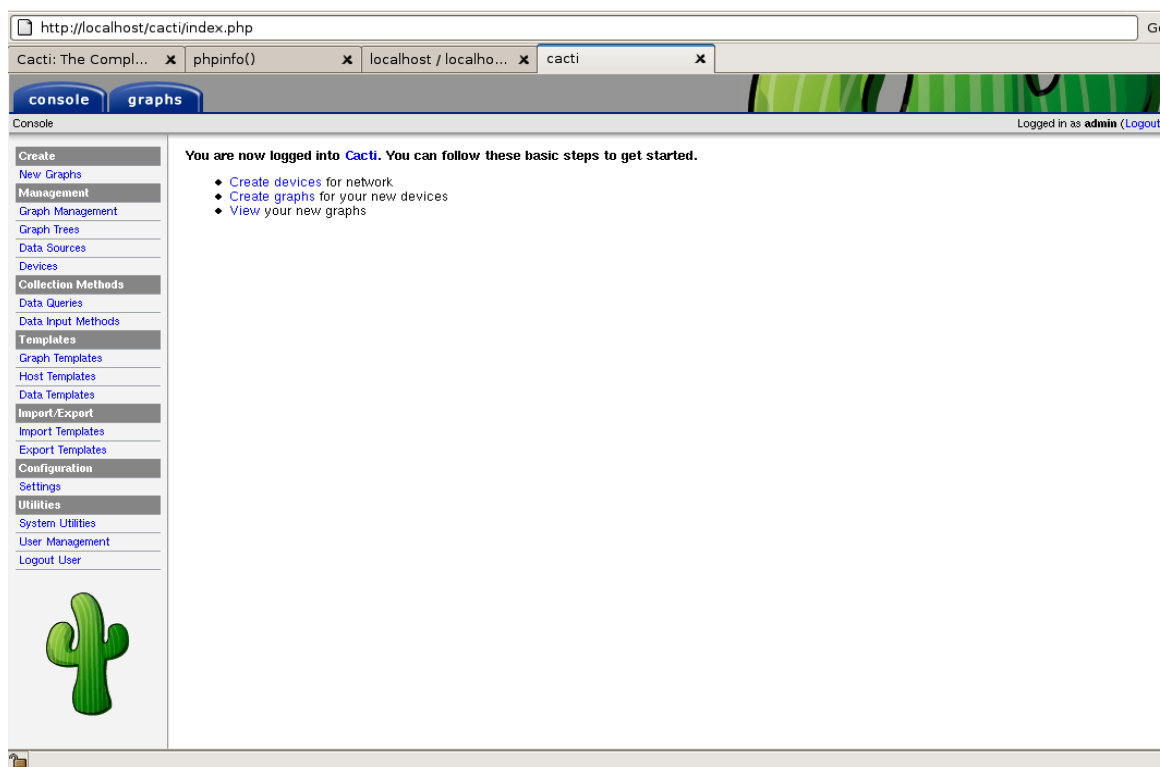 http://localhost/cacti/index.php
Cacti: The Compl... phpinfo() localhost / localho... cacti
console graphs
Console Logged in as admin (Logout
Create
New Graphs
Management
Graph Management
Graph Trees
Data Sources
Devices
Collection Methods
Data Queries
Data Input Methods
Templates
Graph Templates
Host Templates
Data Templates
Import/Export
Import Templates
Export Templates
Configuration
Settings
Utilities
System Utilities
User Management
Logout User
You are now logged into Cacti. You can follow these basic steps to get started.
Create devices for network
Create graphs for your new devices
View your new graphs